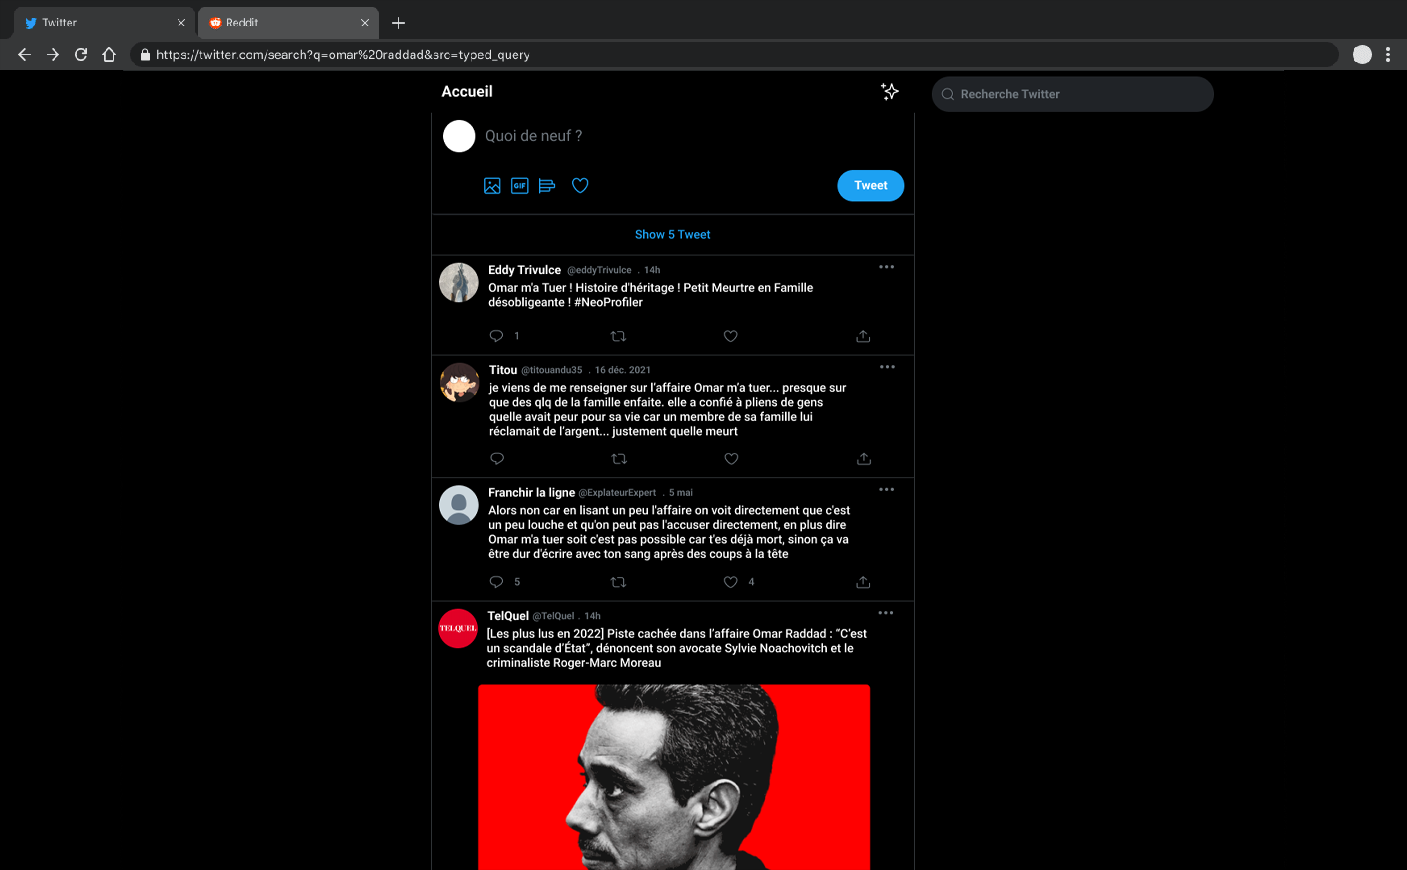 Twitter
Reddit
https://twitter.com/search?q=omar%20raddad&src=typed_query
Accueil
Recherche Twitter
Quoi de neuf ?
GIF
Tweet
Show 5 Tweet
Eddy Trivulce @eddyTrivulce . 14h
Omar m'a Tuer ! Histoire d'héritage ! Petit Meurtre en Famille
désobligeante ! #NeoProfiler
1
Titou @titouandu35 . 16 déc. 2021
je viens de me renseigner sur l'affaire Omar m'a tuer... presque sur
que des qlq de la famille enfaite. elle a confié à pliens de gens
quelle avait peur pour sa vie car un membre de sa famille lui
réclamait de l'argent... justement quelle meurt
Franchir la ligne @ExplateurExpert . 5 mai
Alors non car en lisant un peu l'affaire on voit directement que c'est
un peu louche et qu'on peut pas l'accuser directement, en plus dire
Omar m'a tuer soit c'est pas possible car t'es déjà mort, sinon ça va
être dur d'écrire avec ton sang après des coups à la tête
5 4
TELQUEL
TelQuel @TelQuel . 14h
[Les plus lus en 2022] Piste cachée dans l'affaire Omar Raddad : “C'est
un scandale d'État”, dénoncent son avocate Sylvie Noachovitch et le
criminaliste Roger-Marc Moreau